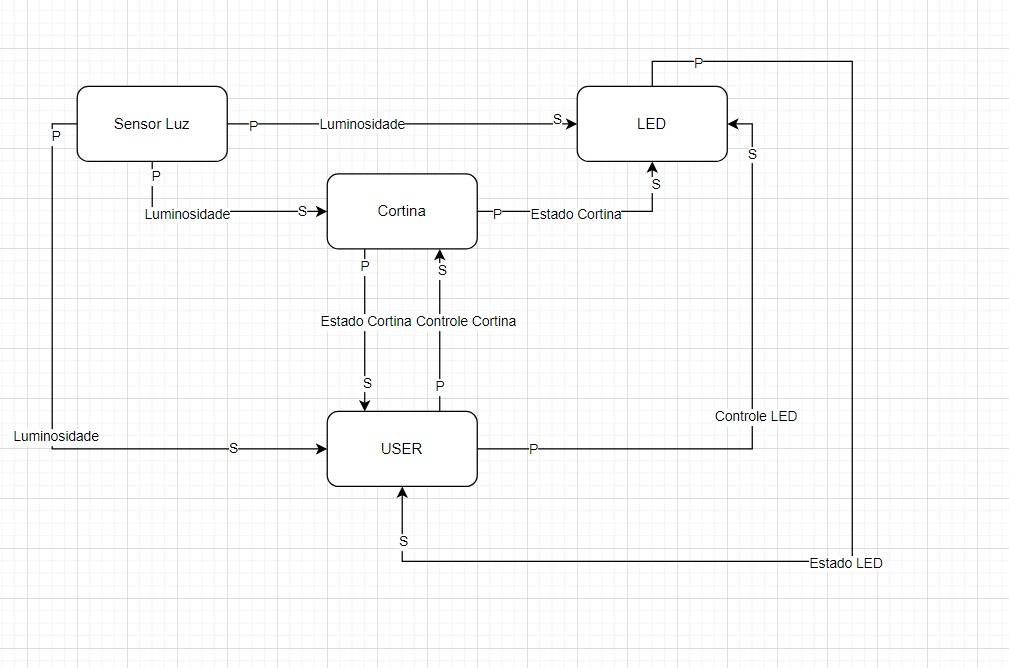 P
Sensor Luz
P
Luminosidade
S
LED
P
S
P
Luminosidade
S
Cortina
P
Estado Cortina
S
P
S
Estado Cortina
Controle Cortina
S
P
Controle LED
Luminosidade
S
USER
P
S
Estado LED